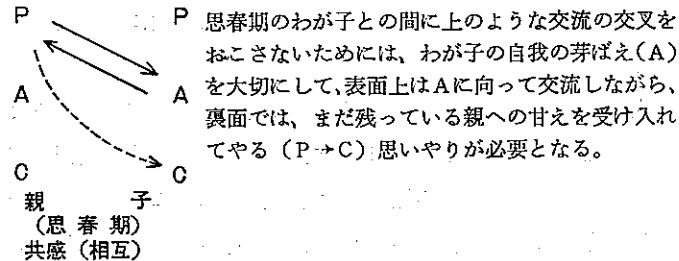 P P
A A
C C
親 子
(思春期)
共感(相互)
思春期のわが子との間に上のような交流の交叉を
おこさないためには、わが子の自我の芽ばえ(A)
を大切にして、表面上はAに向って交流しながら、
裏面では、まだ残っている親への甘えを受け入れ
てやる(P→C)思いやりが必要となる。